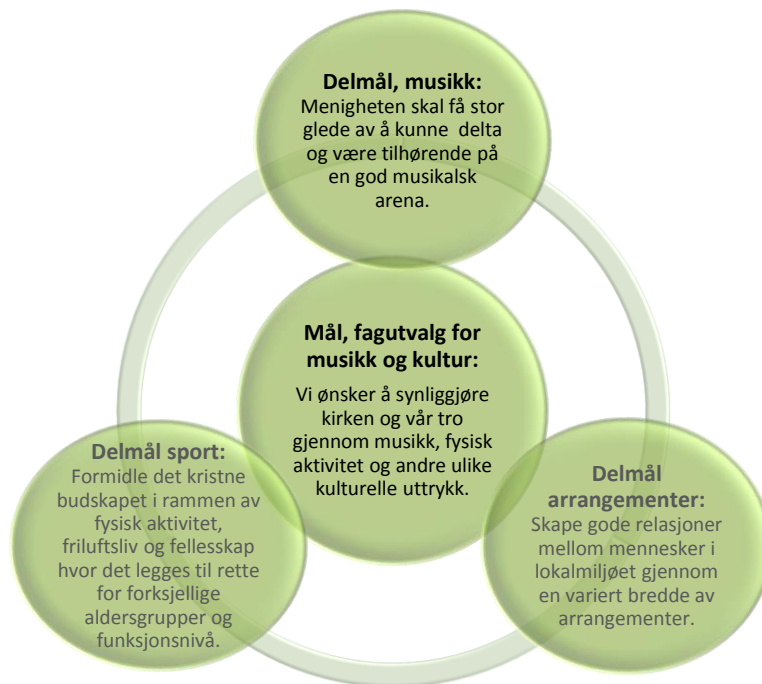 Delmål, musikk:
Menigheten skal få stor
glede av å kunne delta
og være tilhørende på
en god musikalsk
arena.
Mål, fagutvalg for
musikk og kultur:
Vi ønsker å synliggjøre
kirken og vår tro
gjennom musikk, fysisk
aktivitet og andre ulike
kulturelle uttrykk.
Delmål sport:
Formidle det kristne
budskapet i rammen av
fysisk aktivitet,
friluftsliv og fellesskap
hvor det legges til rette
for forksjellige
aldersgrupper og
funksjonsnivå.
Delmål
arrangementer:
Skape gode relasjoner
mellom mennesker i
lokalmiljøet gjennom
en variert bredde av
arrangementer.